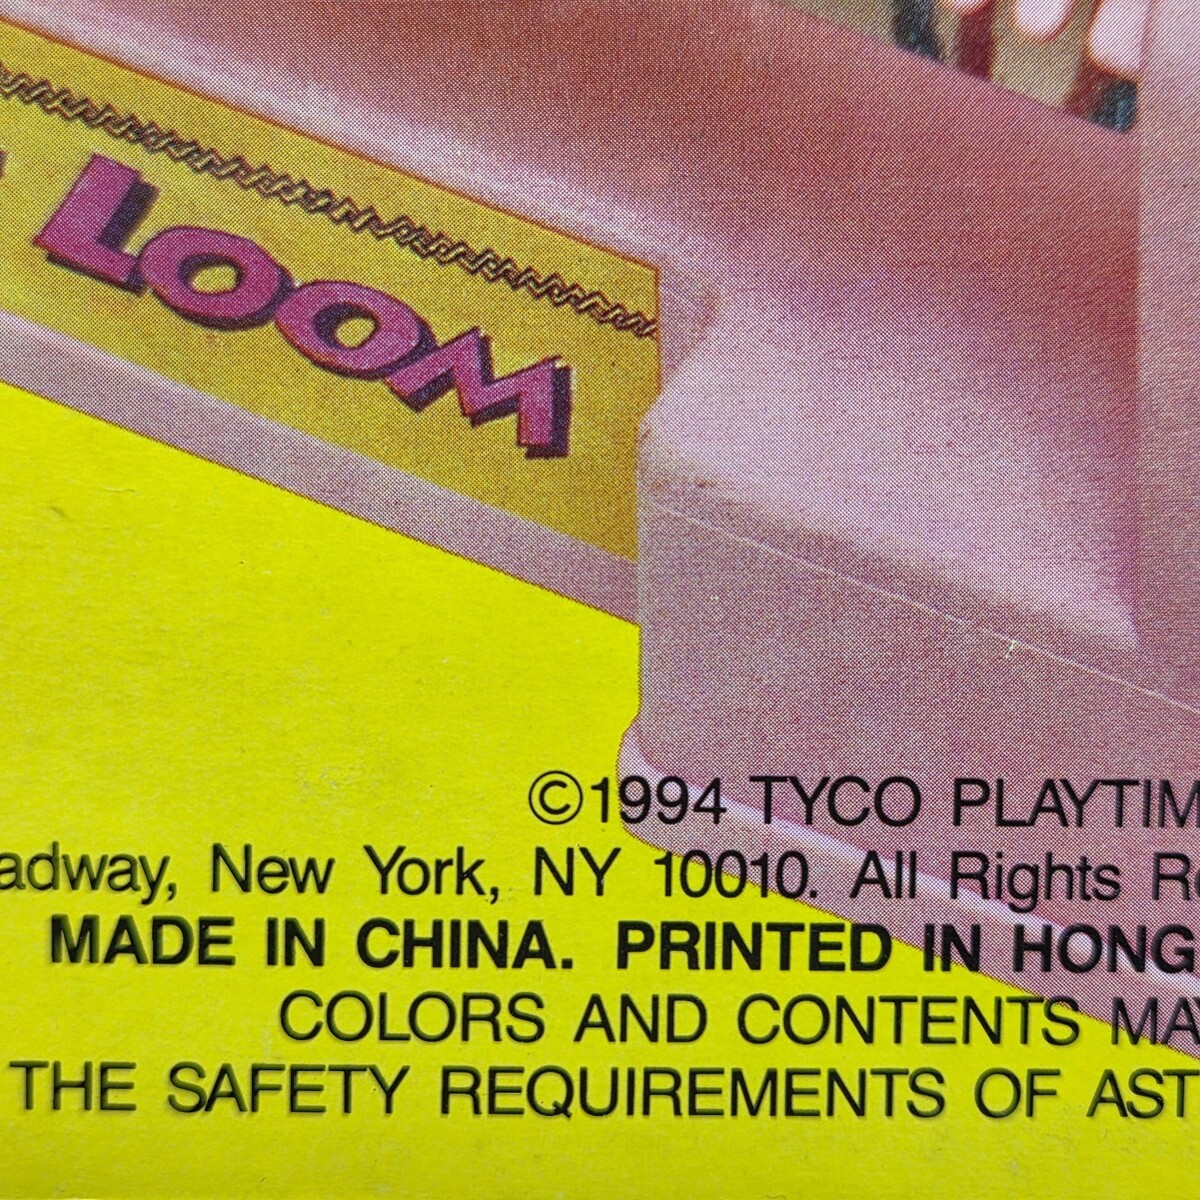 LOOM
©1994 TYCO PLAYTIM
adway, New York, NY 10010. All Rights Re
MADE IN CHINA. PRINTED IN HONG
COLORS AND CONTENTS MA
THE SAFETY REQUIREMENTS OF AST